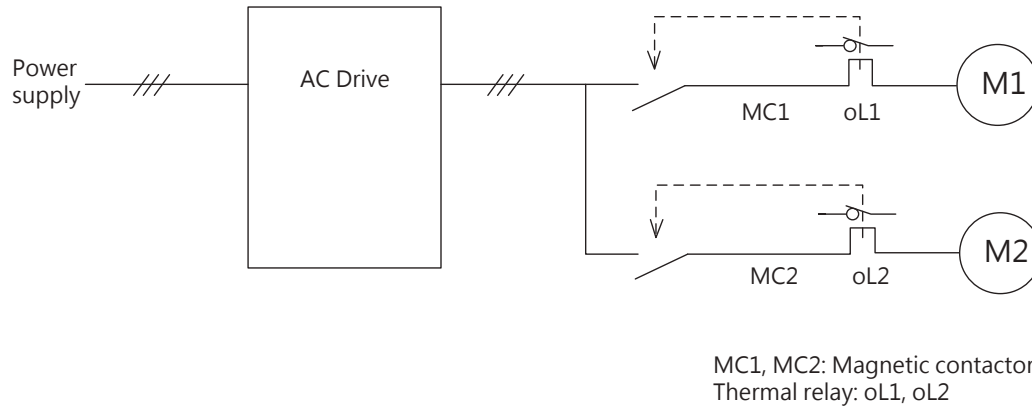 Power
supply
AC Drive
MC1
oL1
M1
MC2
oL2
M2
MC1, MC2: Magnetic contactor
Thermal relay: oL1, oL2